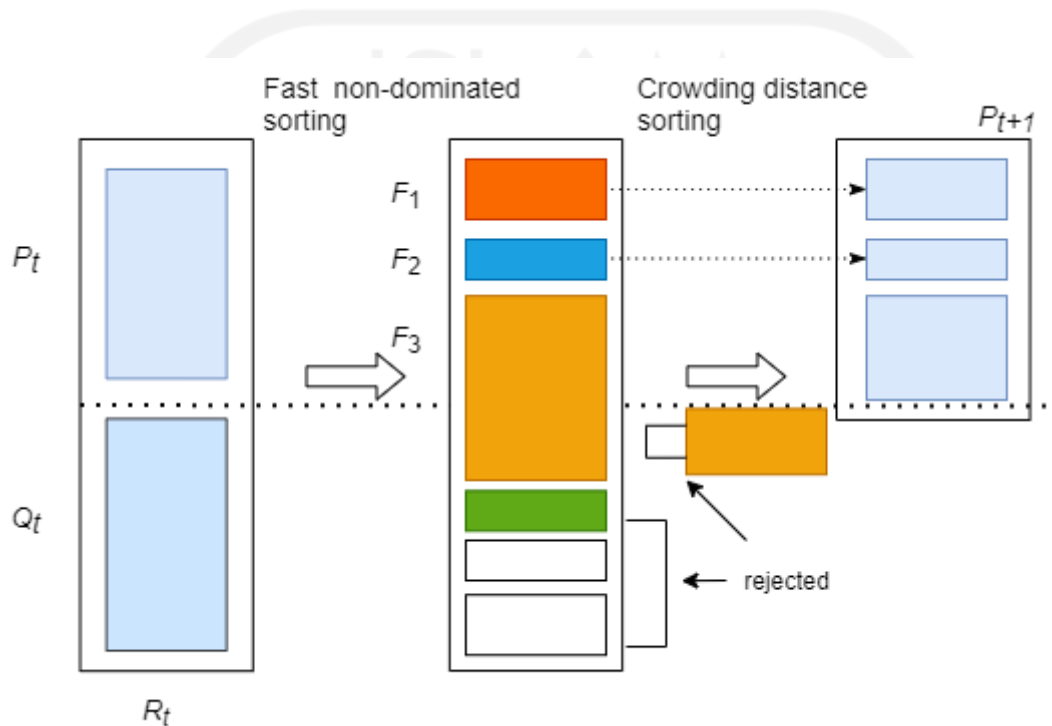 Fast non-dominated
sorting
Crowding distance
sorting
Pt+1
F1
Pt
F2
F3
Qt
rejected
Rt